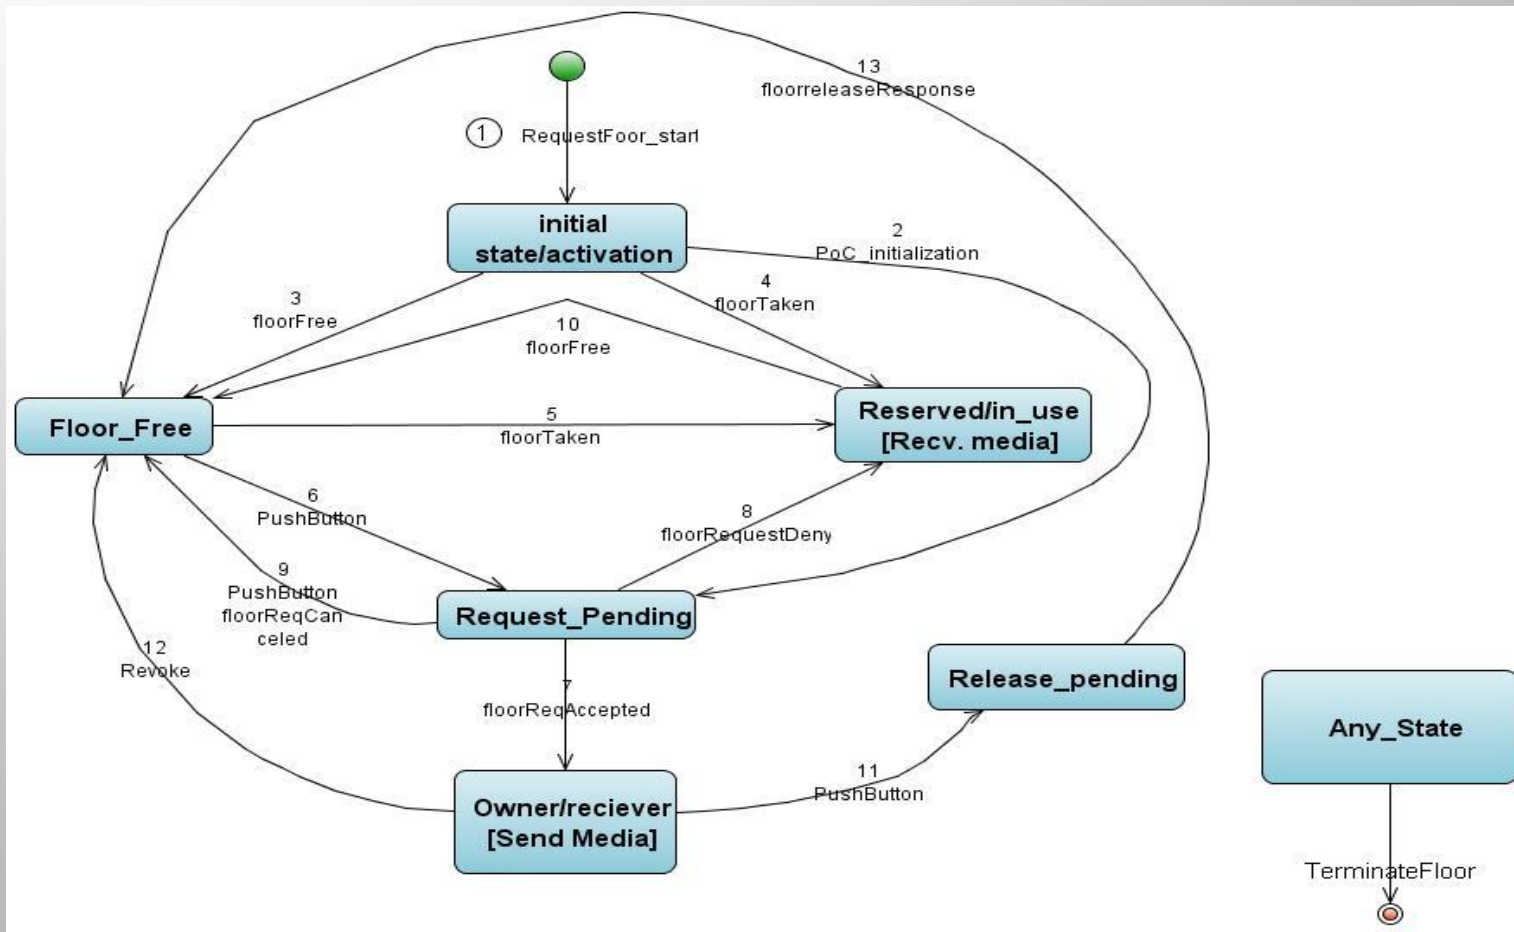 13
floorreleaseResponse
1
RequestFoor_start
initial
state/activation
2
PoC_initialization
3
floorFree
4
floorTaken
10
floorFree
Floor_Free
5
floorTaken
Reserved/in_use
[Recv. media]
6
PushButton
8
floorRequestDeny
9
PushButton
floorReqCan
celed
Request_Pending
12
Revoke
7
floorReqAccepted
Release_pending
Any_State
11
PushButton
Owner/reciever
[Send Media]
TerminateFloor